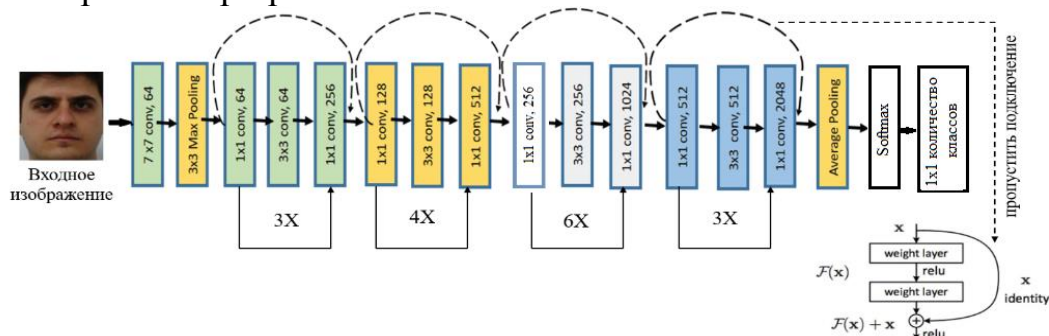 Входное
изображение
7 x7 conv, 64
3x3 Max Pooling
1x1 conv, 64
3x3 conv, 64
1x1 conv, 256
1x1 conv, 128
3x3 conv, 128
1x1 conv, 512
1x1 conv, 256
3x3 conv, 256
1x1 conv, 1024
1x1 conv, 512
3x3 conv, 512
1x1 conv, 2048
Average Pooling
Softmax
1x1 количество
классов
пропустить подключение
3X
4X
6X
3X
x
weight layer
F(x)
relu
weight layer
x
identity
F(x) + x
relu